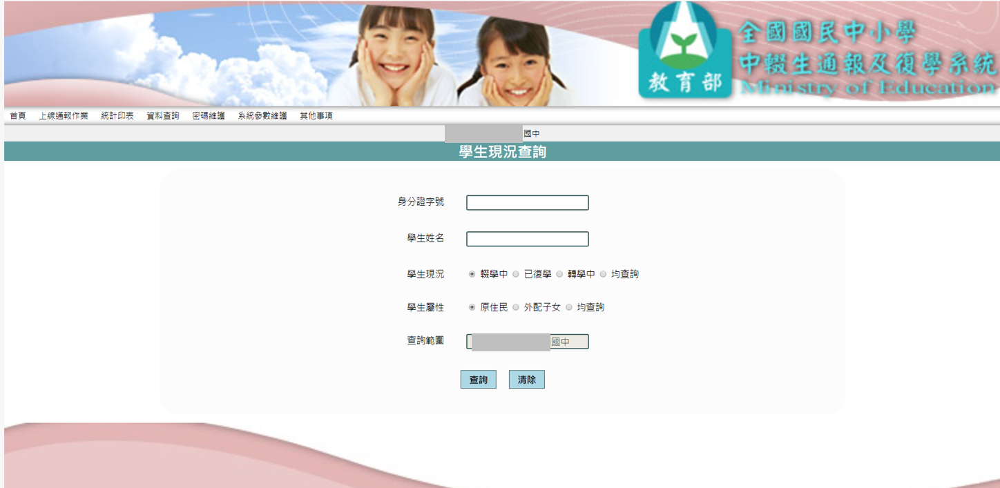 全國國民中小學
中輟生通報及復學系統
教育部
Ministry of Education
首頁 上線通報作業 統計印表 資料查詢 密碼維護 系統參數維護 其他事項
國中
學生現況查詢
身分證字號
學生姓名
學生現況 輟學中 已復學 轉學中 均查詢
學生屬性 原住民 外配子女 均查詢
查詢範圍 國中
查詢 清除